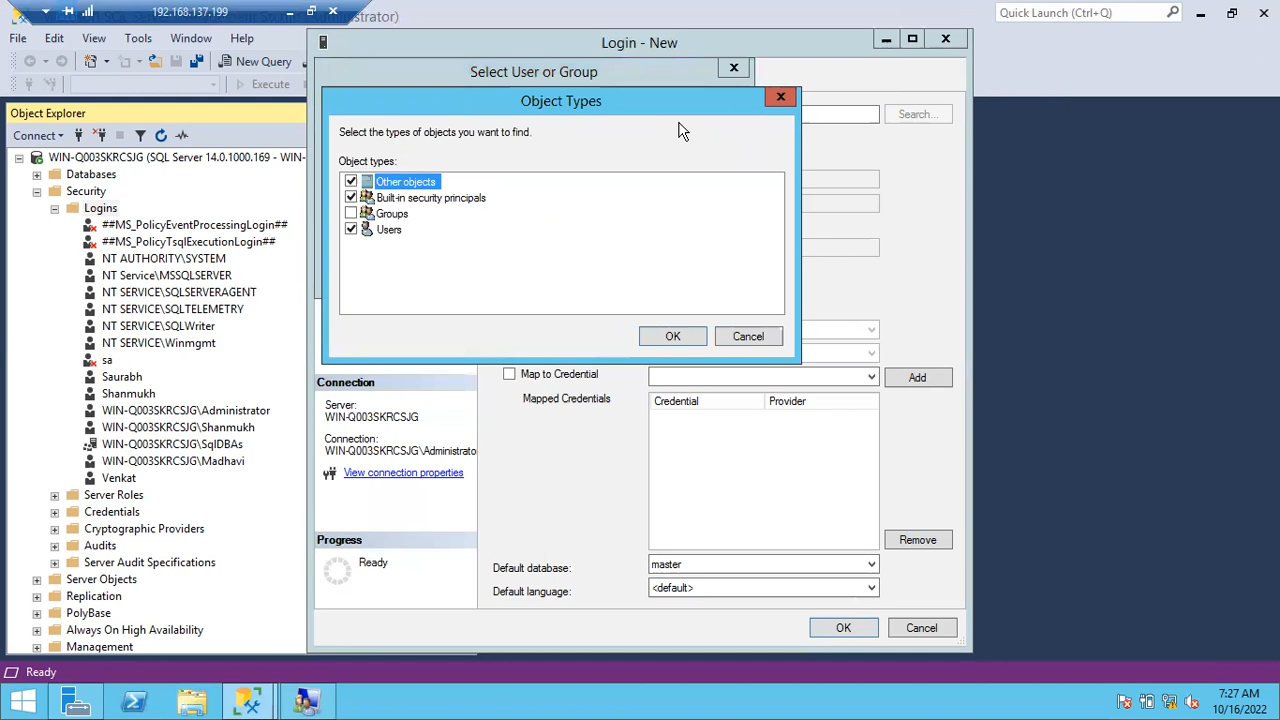 192.168.137.199
ministrator)
Quick Launch (Ctrl+Q)
File Edit View Tools Window Help
New Query
Execute
Object Explorer
Connect
WIN-Q003SKRCSJG (SQL Server 14.0.1000.169 - WIN-
Databases
Security
Logins
##MS_PolicyEventProcessingLogin##
##MS_PolicyTsqlExecutionLogin##
NT AUTHORITY\SYSTEM
NT Service\MSSQLSERVER
NT SERVICE\SQLSERVERAGENT
NT SERVICE\SQLTELEMETRY
NT SERVICE\SQLWriter
NT SERVICE\Winmgmt
sa
Saurabh
Shanmukh
WIN-Q003SKRCSJG\Administrator
WIN-Q003SKRCSJG\Shanmukh
WIN-Q003SKRCSJG\SqlDBAs
WIN-Q003SKRCSJG\Madhavi
Venkat
Server Roles
Credentials
Cryptographic Providers
Audits
Server Audit Specifications
Server Objects
Replication
PolyBase
Always On High Availability
Management
Login - New
Select User or Group
Search...
Object Types
Select the types of objects you want to find.
Object types:
Other objects
Built-in security principals
Groups
Users
OK Cancel
Connection
Server:
WIN-Q003SKRCSJG
Connection:
WIN-Q003SKRCSJG\Administrato
View connection properties
Progress
Ready
Map to Credential
Add
Mapped Credentials
Credential Provider
Remove
Default database: master
Default language: <default>
OK Cancel
Ready
7:27 AM
10/16/2022